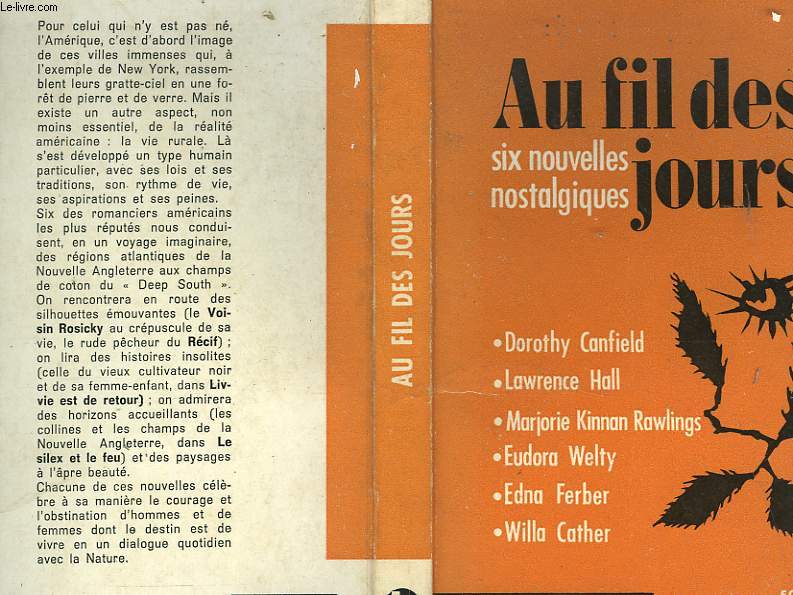 Le-livre.com
Pour celui qui n'y est pas né,
l'Amérique, c'est d'abord l'image
de ces villes immenses qui, à
l'exemple de New York, rassem-
blent leurs gratte-ciel en une fo-
rêt de pierre et de verre. Mais il
existe un autre aspect, non
moins essentiel, de la réalité
américaine : la vie rurale. Là
s'est développé un type humain
particulier, avec ses lois et ses
traditions, son rythme de vie,
ses aspirations et ses peines.
Six des romanciers américains
les plus réputés nous condui-
sent, en un voyage imaginaire,
des régions atlantiques de la
Nouvelle Angleterre aux champs
de coton du « Deep South ».
On rencontrera en route des
silhouettes émouvantes (le Voi-
sin Rosicky au crépuscule de sa
vie, le rude pêcheur du Récif) ;
on lira des histoires insolites
(celle du vieux cultivateur noir
et de sa femme-enfant, dans Liv-
vie est de retour) ; on admirera
des horizons accueillants (les
collines et les champs de la
Nouvelle Angleterre, dans Le
silex et le feu) et des paysages
à l'âpre beauté.
Chacune de ces nouvelles célè-
bre à sa manière le courage et
l'obstination d'hommes et de
femmes dont le destin est de
vivre en un dialogue quotidien
avec la Nature.
AU FIL DES JOURS
Au fil des
jours
six nouvelles
nostalgiques
•Dorothy Canfield
•Lawrence Hall
•Marjorie Kinnan Rawlings
•Eudora Welty
•Edna Ferber
•Willa Cather